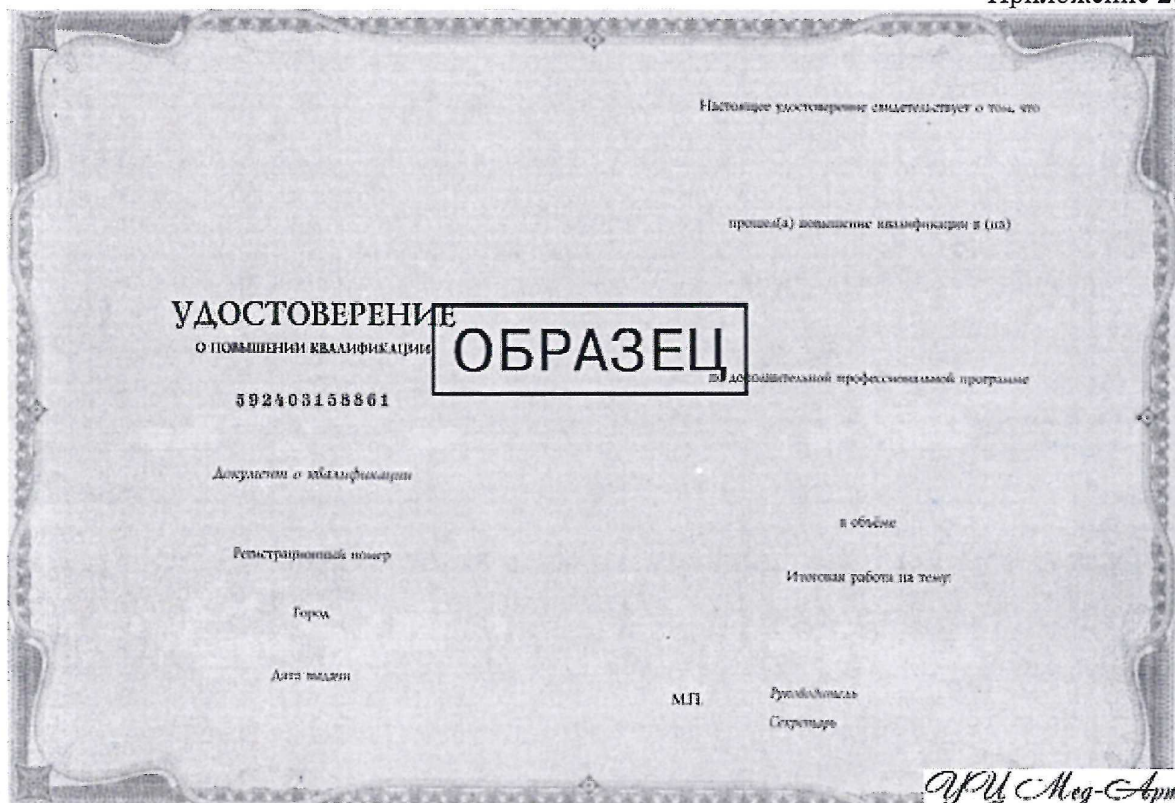 Приложение 2
УДОСТОВЕРЕНИЕ
О ПОВЫШЕНИИ КВАЛИФИКАЦИИ
592403158861
Документ о квалификации
Регистрационный номер
Город
Дата выдачи
ОБРАЗЕЦ
Настоящее удостоверение свидетельствует о том, что
прошел(а) повышение квалификации в (на)
по дополнительной профессиональной программе
в объёме
Итоговая работа на тему:
М.П.
Руководитель
Секретарь
УЦ Мед-Арт